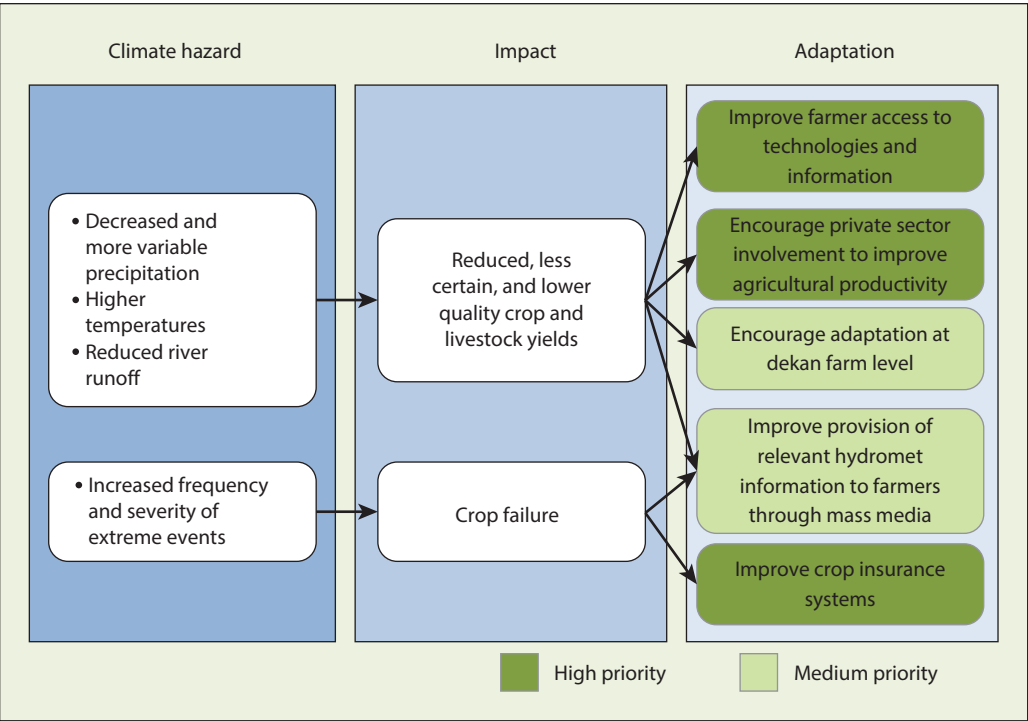 Climate hazard
Impact
Adaptation
• Decreased and
more variable
precipitation
• Higher
temperatures
• Reduced river
runoff
Reduced, less
certain, and lower
quality crop and
livestock yields
Improve farmer access to
technologies and
information
Encourage private sector
involvement to improve
agricultural productivity
Encourage adaptation at
dekan farm level
Improve provision of
relevant hydromet
information to farmers
through mass media
• Increased frequency
and severity of
extreme events
Crop failure
Improve crop insurance
systems
High priority
Medium priority